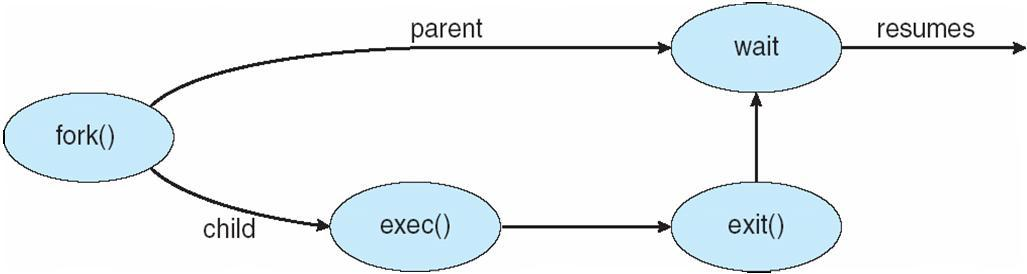 parent
resumes
wait
fork()
child
exec()
exit()